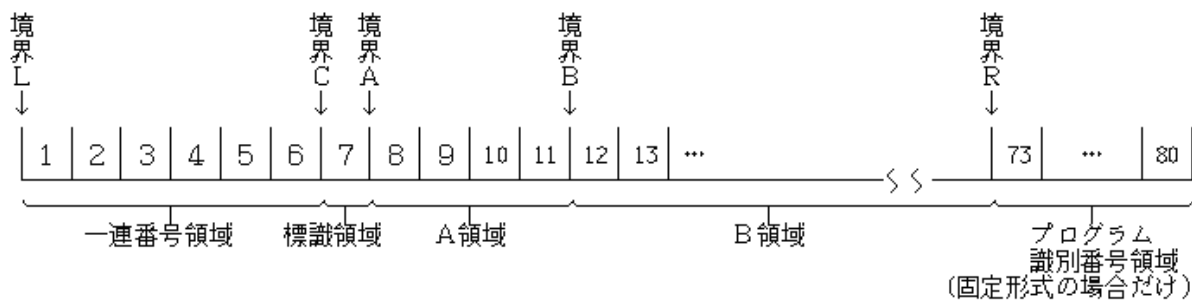 境界L 境界C 境界A 境界B 境界R
1 2 3 4 5 6 7 8 9 10 11 12 13 … 73 … 80
一連番号領域 標識領域 A領域 B領域 プログラム
識別番号領域
(固定形式の場合だけ)